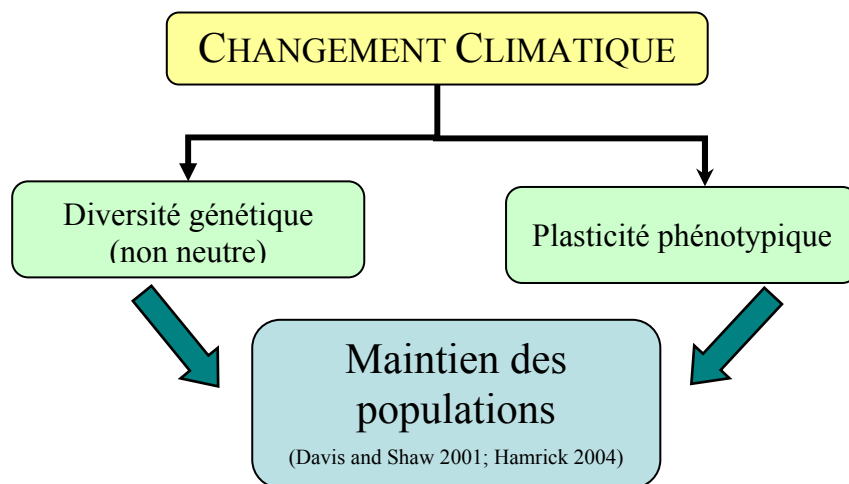 CHANGEMENT CLIMATIQUE
Diversité génétique
(non neutre)
Plasticité phénotypique
Maintien des
populations
(Davis and Shaw 2001; Hamrick 2004)